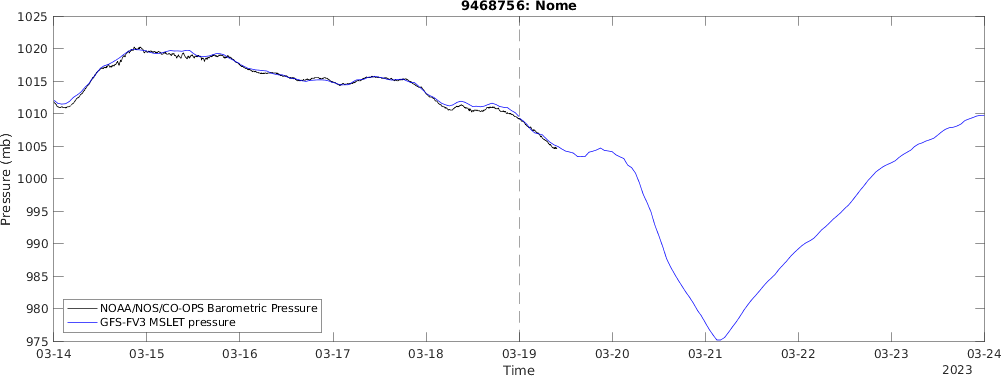 9468756: Nome
Pressure (mb)
1025
1020
1015
1010
1005
1000
995
990
985
980
975
NOAA/NOS/CO-OPS Barometric Pressure
GFS-FV3 MSLET pressure
03-14 03-15 03-16 03-17 03-18 03-19 03-20 03-21 03-22 03-23 03-24
Time
2023